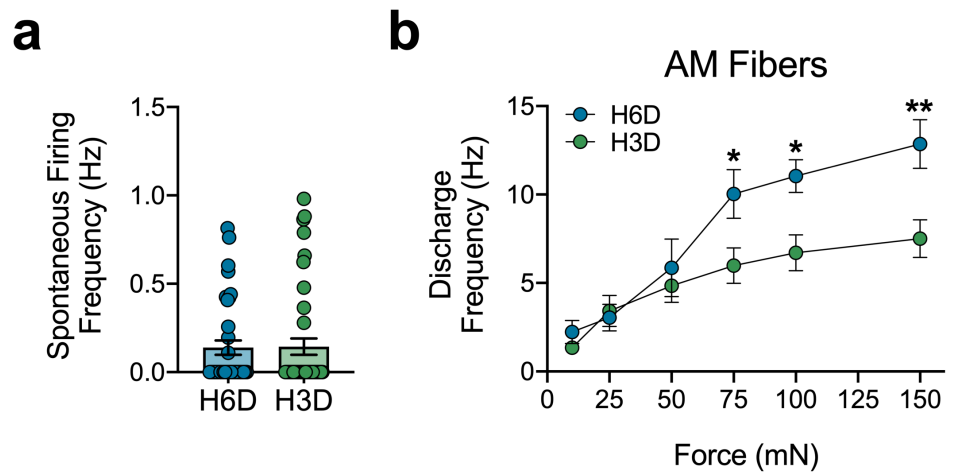 a
Spontaneous Firing
Frequency (Hz)
1.5
1.0
0.5
0.0
H6D H3D
b
AM Fibers
Discharge
Frequency (Hz)
15
10
5
0
H6D
H3D
*
*
**
0 25 50 75 100 125 150
Force (mN)